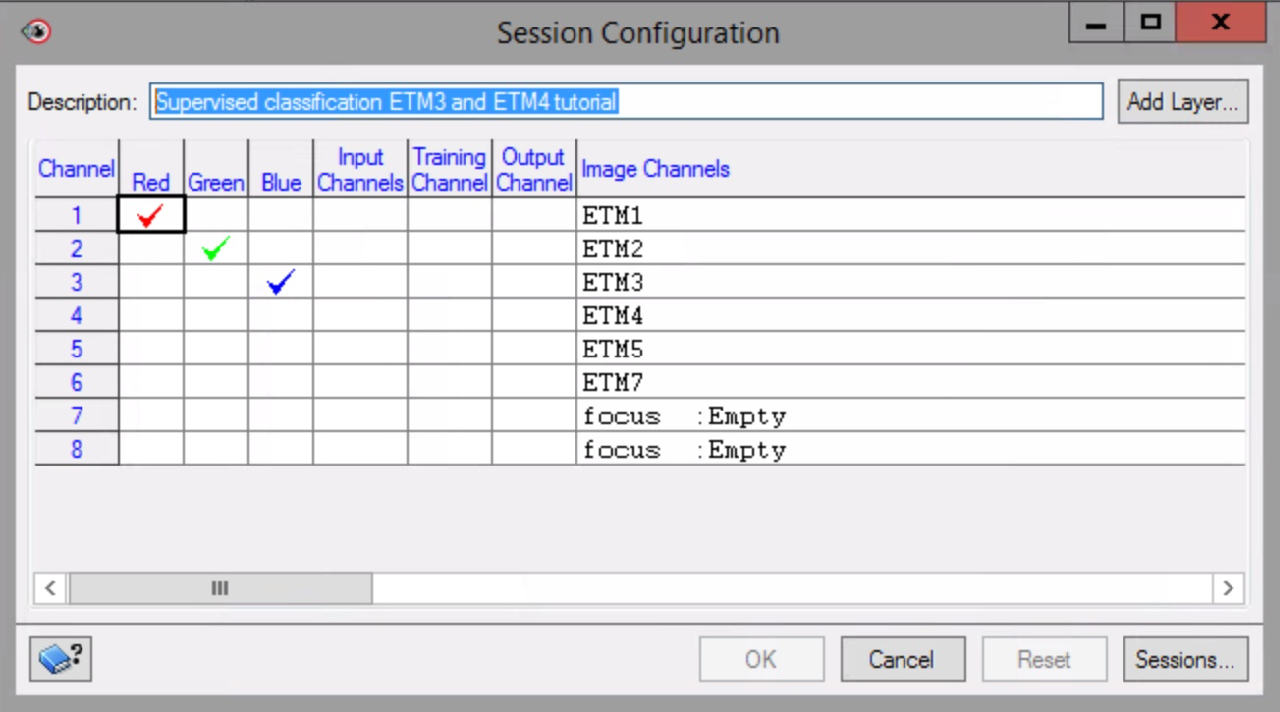 Session Configuration
Description: Supervised classification ETM3 and ETM4 tutorial Add Layer...
Channel Red Green Blue Input Channels Training Channel Output Channel Image Channels
1 ETM1
2 ETM2
3 ETM3
4 ETM4
5 ETM5
6 ETM7
7 focus :Empty
8 focus :Empty
? OK Cancel Reset Sessions...